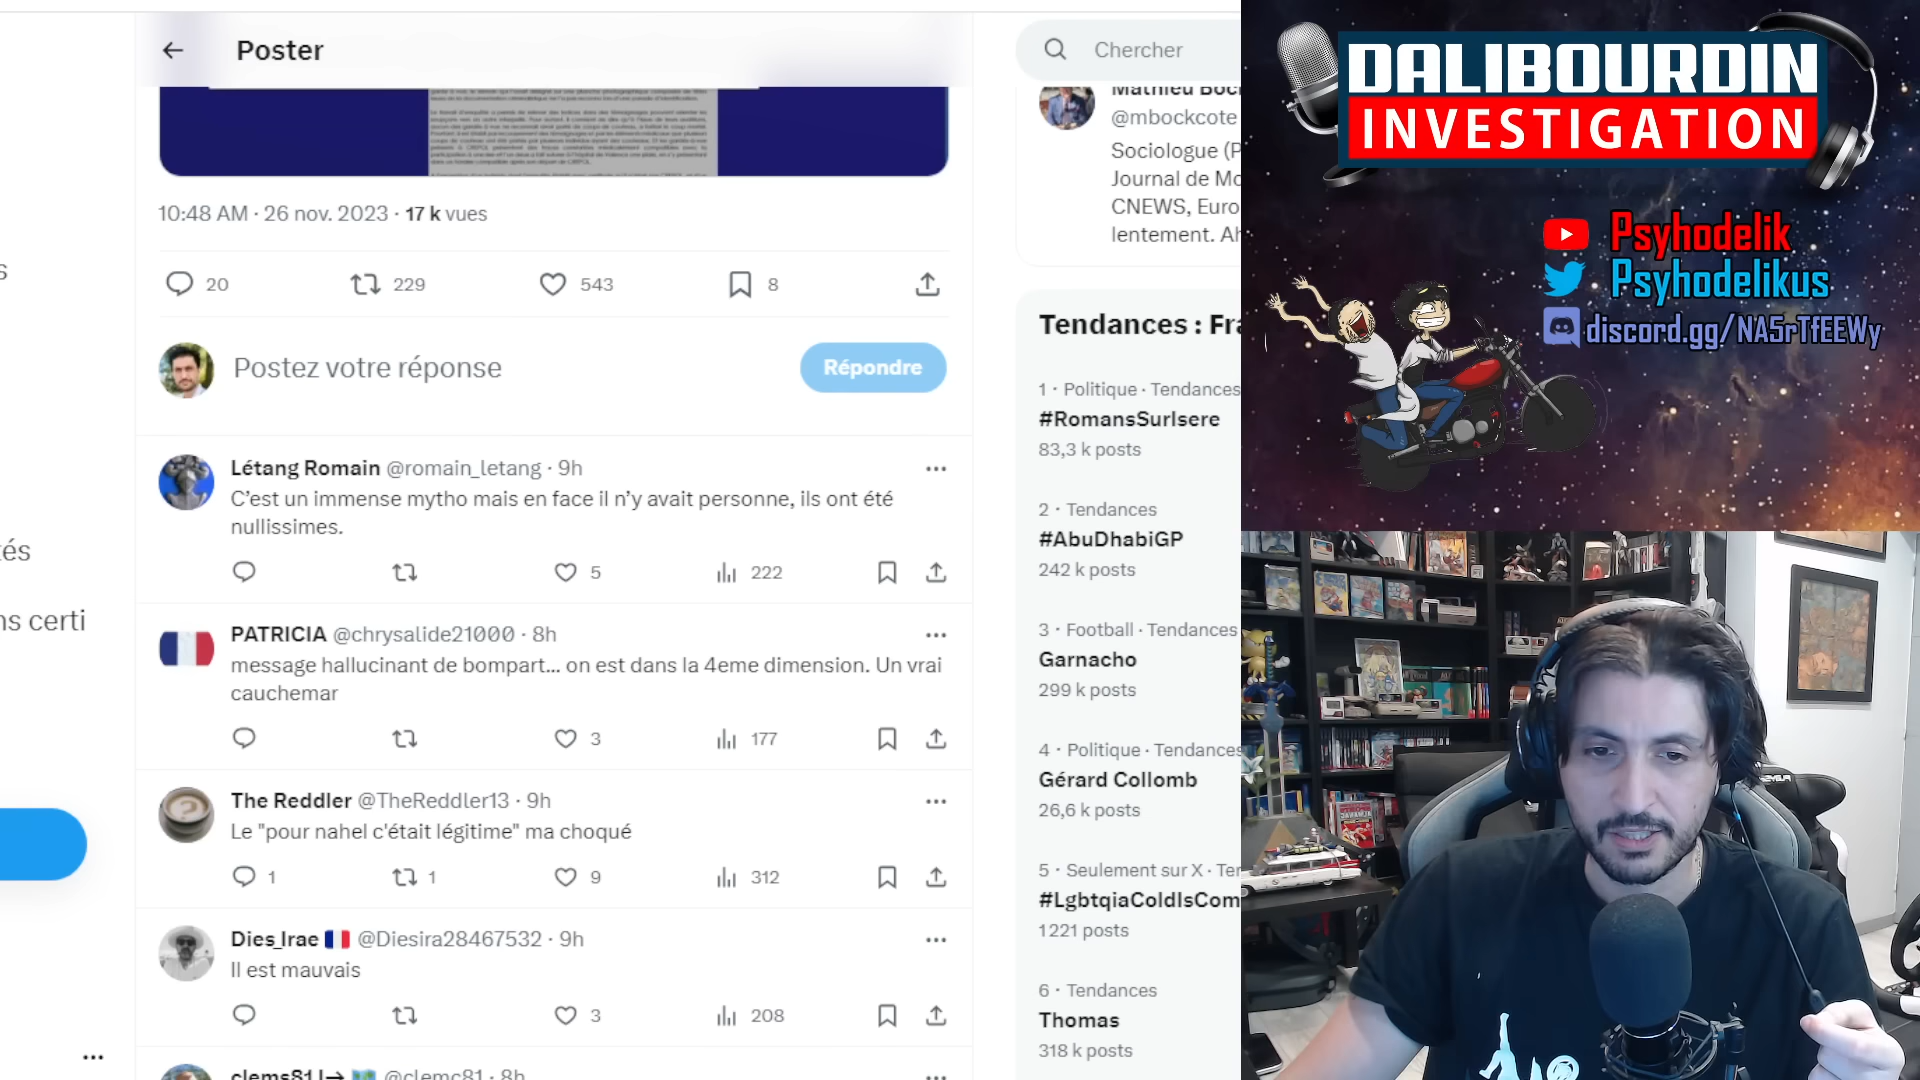 Poster
10:48 AM · 26 nov. 2023 · 17 k vues
20
229
543
8
Postez votre réponse
Répondre
Létang Romain @romain_letang · 9h
C'est un immense mytho mais en face il n'y avait personne, ils ont été
nullissimes.
5
222
PATRICIA @chrysalide21000 · 8h
message hallucinant de bompart... on est dans la 4eme dimension. Un vrai
cauchemar
3
177
The Reddler @TheReddler13 · 9h
Le "pour nahel c'était légitime" ma choqué
1
1
9
312
Dies_Irae @Diesira28467532 · 9h
Il est mauvais
3
208
@clemc81 · 8h
ns certi
Chercher
Mathieu Boc
@mbockcote
Sociologue (P
Journal de Mo
CNEWS, Euro
lentement. Ah
Tendances : Fra
1 · Politique · Tendances
#RomansSurIsere
83,3 k posts
2 · Tendances
#AbuDhabiGP
242 k posts
3 · Football · Tendances
Garnacho
299 k posts
4 · Politique · Tendances
Gérard Collomb
26,6 k posts
5 · Seulement sur X · Ter
#LgbtqiaColdIsCom
1 221 posts
6 · Tendances
Thomas
318 k posts
DALIBOURDIN
INVESTIGATION
Psyhodelik
Psyhodelikus
discord.gg/NA5rTfEEWy